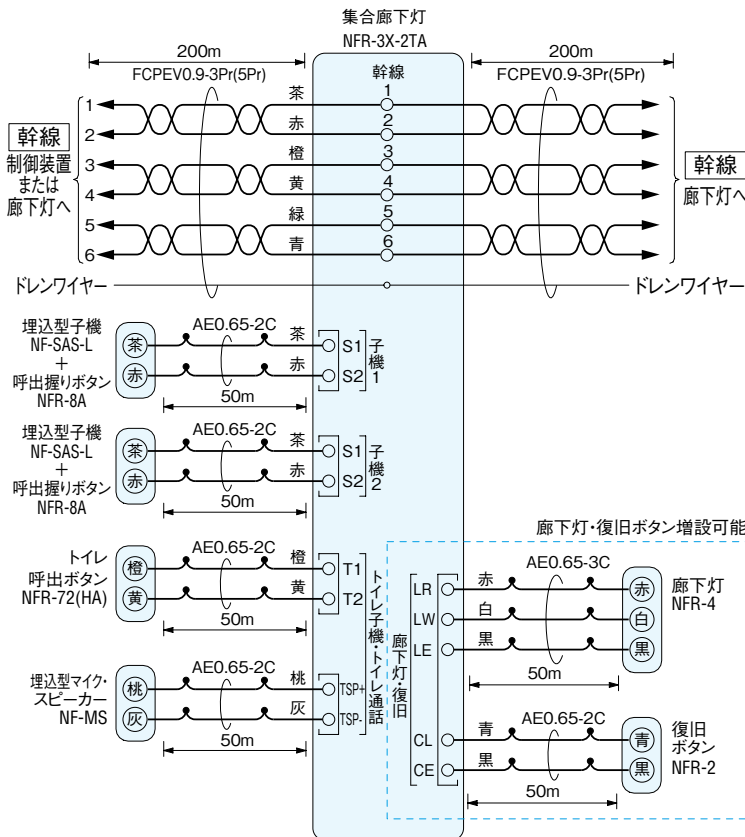 集合廊下灯
NFR-3X-2TA
200m
200m
FCPEV0.9-3Pr(5Pr)
幹線
FCPEV0.9-3Pr(5Pr)
1
茶
1
2
赤
2
3
橙
3
4
黄
4
5
緑
5
6
青
6
幹線
制御装置
または
廊下灯へ
幹線
廊下灯へ
ドレンワイヤー
ドレンワイヤー
埋込型子機
NF-SAS-L
+
呼出握りボタン
NFR-8A
茶
赤
AE0.65-2C
50m
茶
赤
S1
S2
子機1
埋込型子機
NF-SAS-L
+
呼出握りボタン
NFR-8A
茶
赤
AE0.65-2C
50m
茶
赤
S1
S2
子機2
トイレ
呼出ボタン
NFR-72(HA)
橙
黄
AE0.65-2C
50m
橙
黄
T1
T2
埋込型マイク・
スピーカー
NF-MS
桃
灰
AE0.65-2C
50m
桃
灰
TSP+
TSP-
トイレ子機・トイレ通話
廊下灯・復旧ボタン増設可能
廊下灯・復旧
LR
LW
LE
赤
白
黒
AE0.65-3C
50m
赤
白
黒
廊下灯
NFR-4
CL
CE
青
黒
AE0.65-2C
50m
青
黒
復旧
ボタン
NFR-2